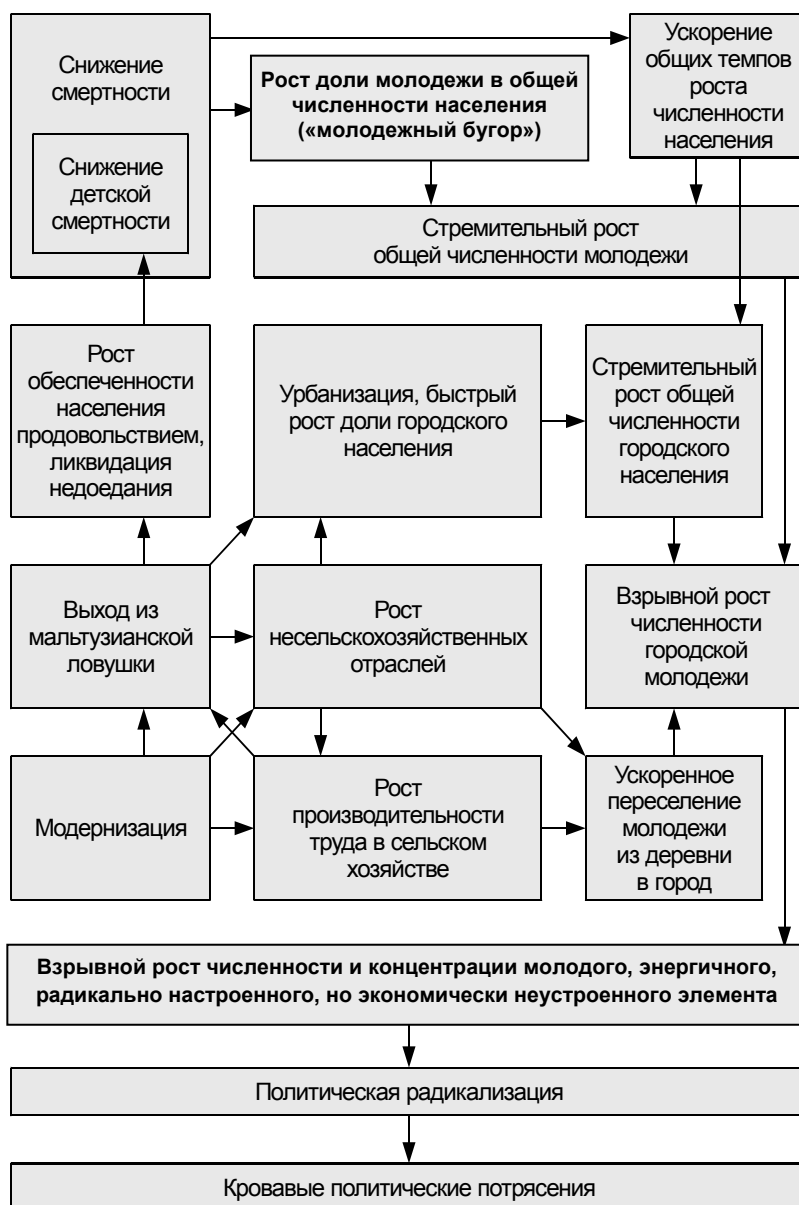 Снижение
смертности
Снижение
детской
смертности
Рост доли молодежи в общей
численности населения
(«молодежный бугор»)
Ускорение
общих темпов
роста
численности
населения
Стремительный рост
общей численности молодежи
Рост
обеспеченности
населения
продовольствием,
ликвидация
недоедания
Урбанизация, быстрый
рост доли городского
населения
Стремительный
рост общей
численности
городского
населения
Выход из
мальтузианской
ловушки
Рост
несельскохозяйственных
отраслей
Взрывной рост
численности
городской
молодежи
Модернизация
Рост
производительности
труда в сельском
хозяйстве
Ускоренное
переселение
молодежи
из деревни
в город
Взрывной рост численности и концентрации молодого, энергичного,
радикально настроенного, но экономически неустроенного элемента
Политическая радикализация
Кровавые политические потрясения